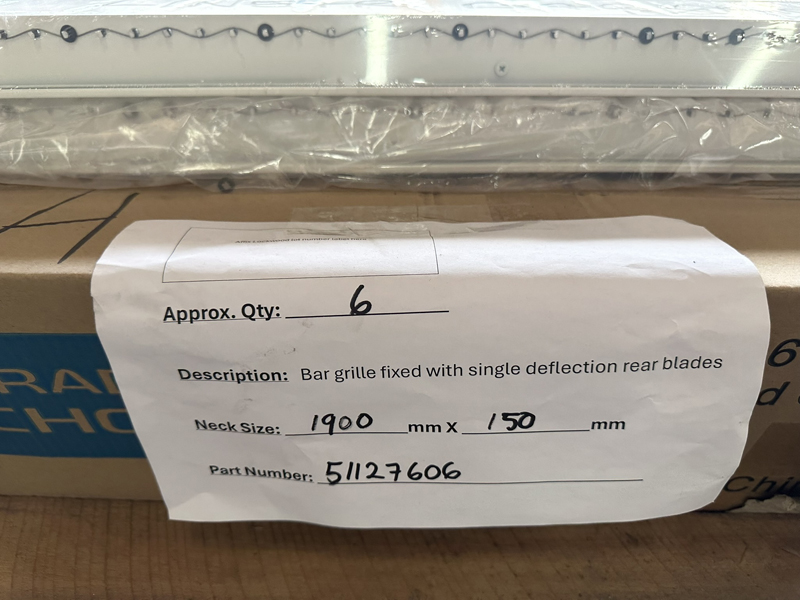 Approx. Qty: 6
Description: Bar grille fixed with single deflection rear blades
Neck Size: 1900 mm X 150 mm
Part Number: 51127606